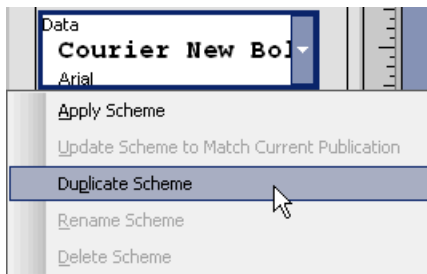 Data
Courier New Bol
Arial
Apply Scheme
Update Scheme to Match Current Publication
Duplicate Scheme
Rename Scheme
Delete Scheme